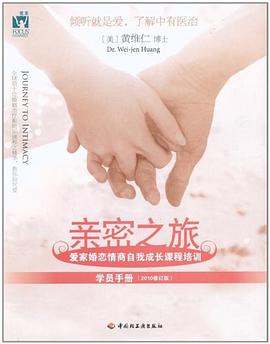 倾听就是爱，了解中有医治
[美] 黄维仁 博士
Dr. Wei-jen Huang
JOURNEY TO INTIMACY
亲密之旅
爱家婚恋情商自我成长课程培训
学员手册（2010修订版）
中国轻工业出版社